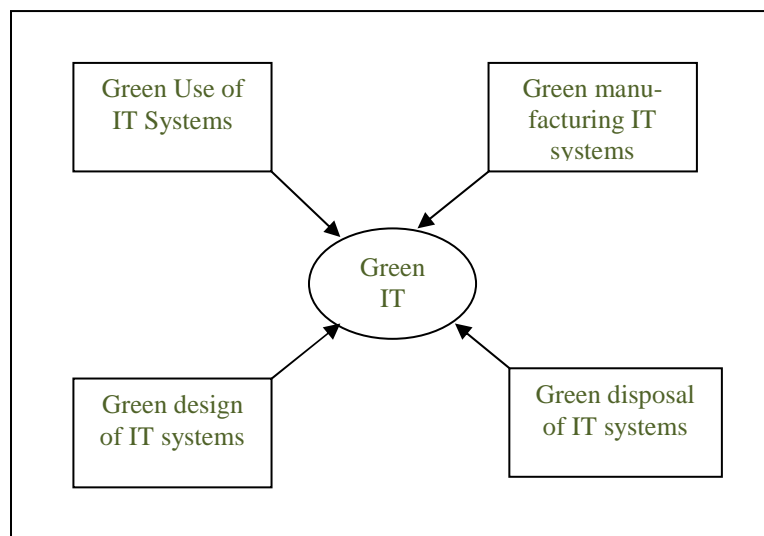 Green Use of
IT Systems
Green manu-
facturing IT
systems
Green
IT
Green design
of IT systems
Green disposal
of IT systems